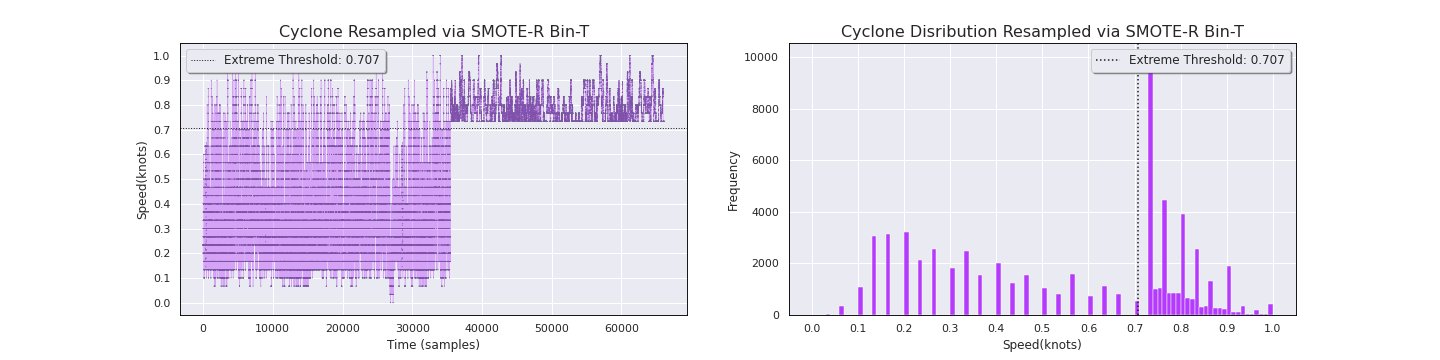 Cyclone Resampled via SMOTE-R Bin-T
Extreme Threshold: 0.707
Speed(knots)
1.0
0.9
0.8
0.7
0.6
0.5
0.4
0.3
0.2
0.1
0.0
0 10000 20000 30000 40000 50000 60000
Time (samples)
Cyclone Disribution Resampled via SMOTE-R Bin-T
Extreme Threshold: 0.707
Frequency
10000
8000
6000
4000
2000
0
0.0 0.1 0.2 0.3 0.4 0.5 0.6 0.7 0.8 0.9 1.0
Speed(knots)